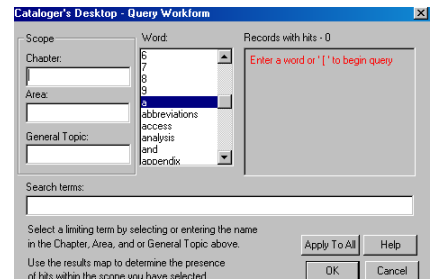 Cataloger's Desktop - Query Workform
Scope
Word:
Records with hits - 0
Chapter:
Area:
General Topic:
6
7
8
9
a
abbreviations
access
analysis
and
appendix
Enter a word or ' [ ' to begin query
Search terms:
Select a limiting term by selecting or entering the name
in the Chapter, Area, and or General Topic above.
Use the results map to determine the presence
of hits within the scope you have selected
Apply To All
Help
OK
Cancel